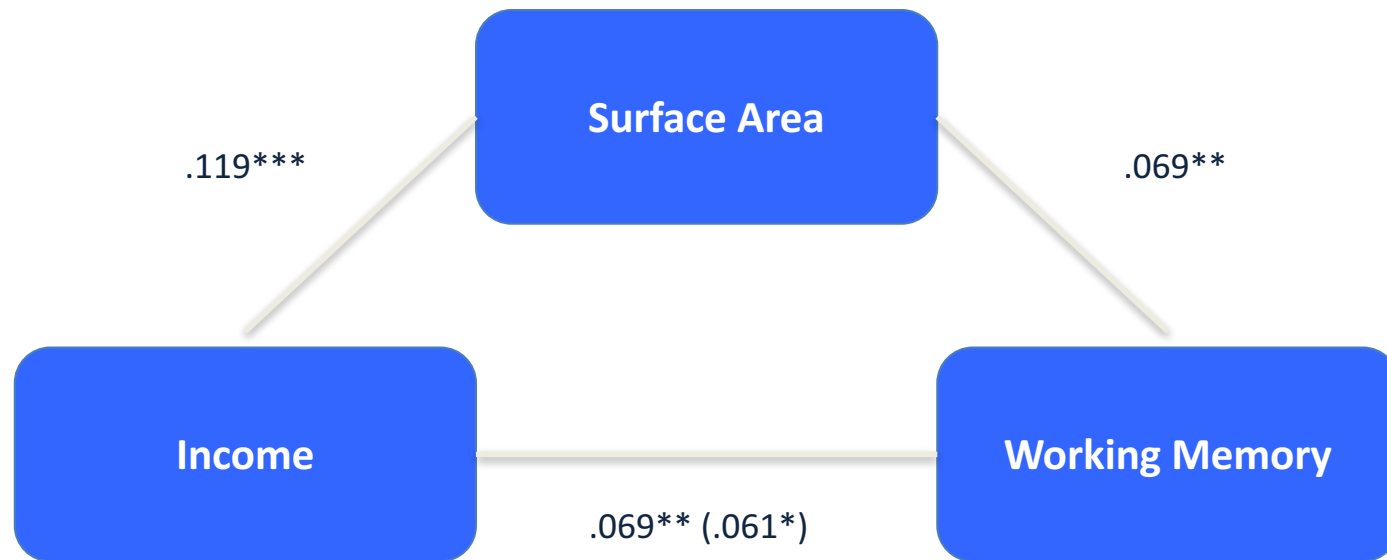 Surface Area
.119***
.069**
Income
Working Memory
.069** (.061*)